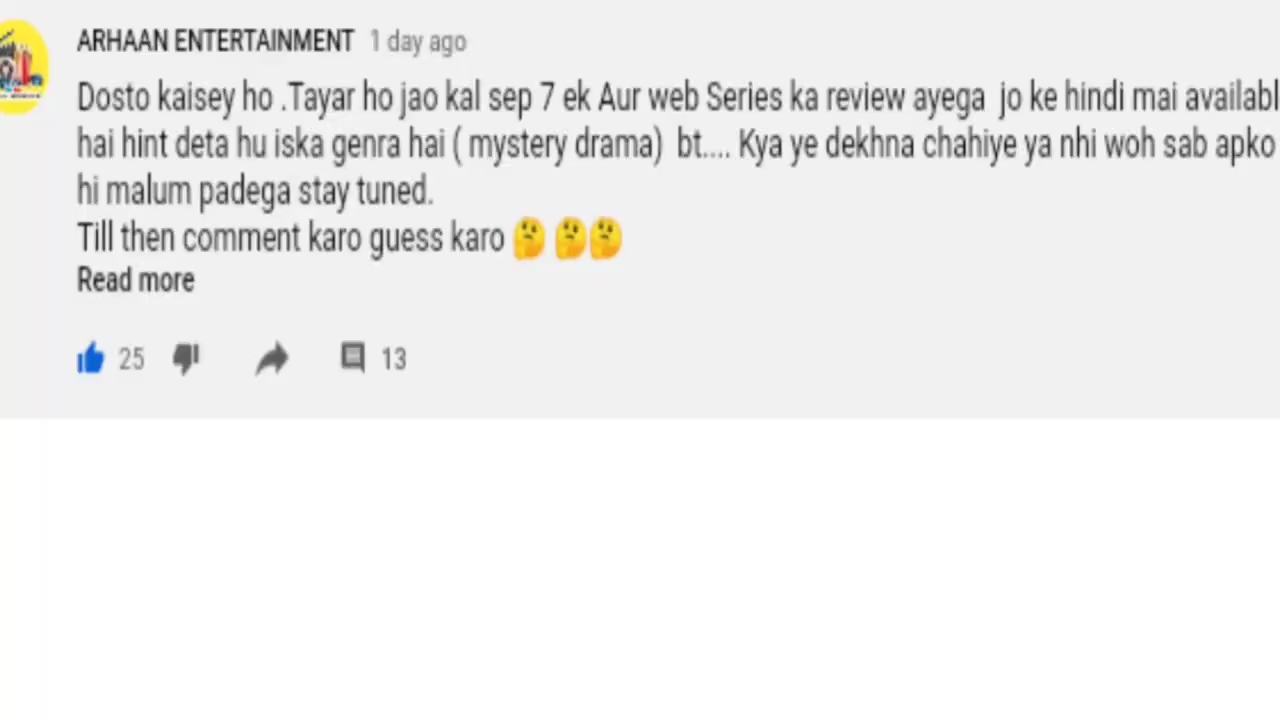 ARHAAN ENTERTAINMENT 1 day ago
Dosto kaisey ho .Tayar ho jao kal sep 7 ek Aur web Series ka review ayega jo ke hindi mai availabl
hai hint deta hu iska genra hai ( mystery drama) bt.... Kya ye dekhna chahiye ya nhi woh sab apko
hi malum padega stay tuned.
Till then comment karo guess karo 🤔 🤔🤔
Read more
25 13